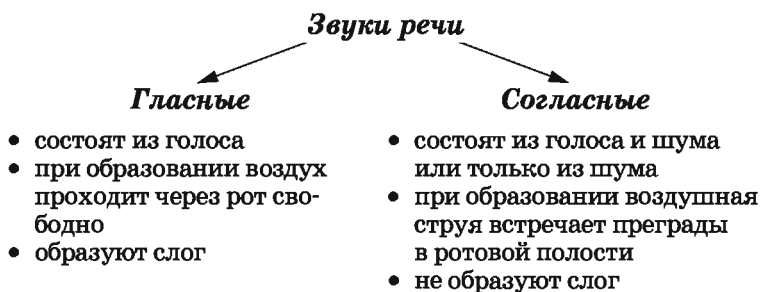 Звуки речи
Гласные
• состоят из голоса
• при образовании воздух
проходит через рот сво-
бодно
• образуют слог
Согласные
• состоят из голоса и шума
или только из шума
• при образовании воздушная
струя встречает преграды
в ротовой полости
• не образуют слог